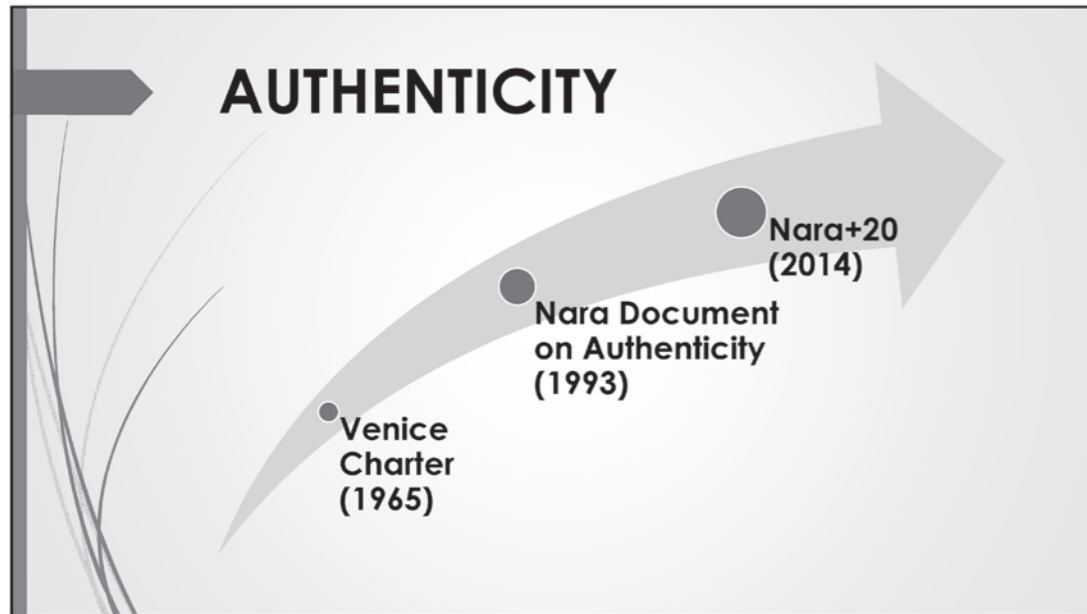 AUTHENTICITY
Nara+20
(2014)
Nara Document
on Authenticity
(1993)
Venice
Charter
(1965)